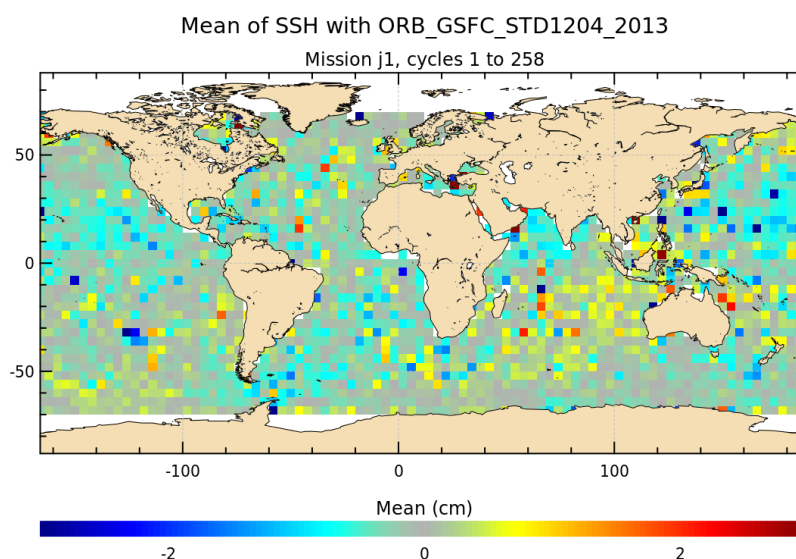 Mean of SSH with ORB_GSFC_STD1204_2013
Mission j1, cycles 1 to 258
50
0
-50
-100 0 100
Mean (cm)
-2 0 2